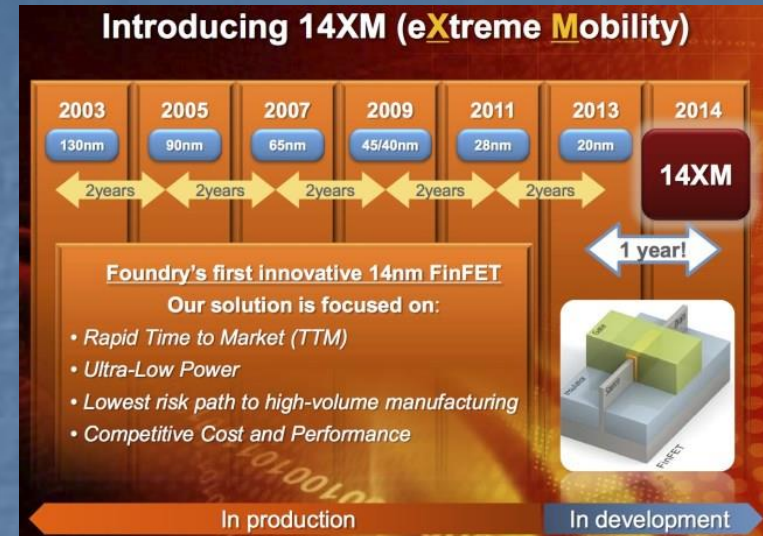 Introducing 14XM (eXtreme Mobility)
2003 2005 2007 2009 2011 2013 2014
130nm 90nm 65nm 45/40nm 28nm 20nm 14XM
2years 2years 2years 2years 2years
1 year!
Foundry's first innovative 14nm FinFET
Our solution is focused on:
• Rapid Time to Market (TTM)
• Ultra-Low Power
• Lowest risk path to high-volume manufacturing
• Competitive Cost and Performance
Gate
Drain
Insulator
Source
FinFET
In production In development